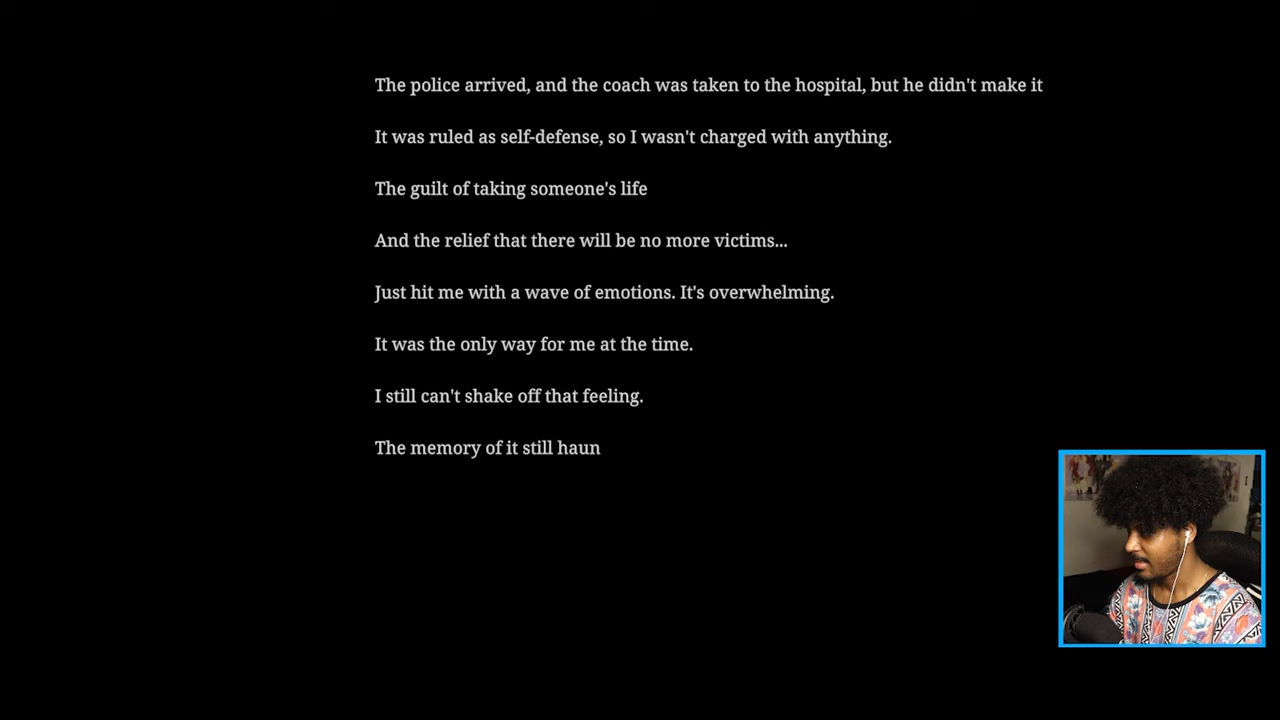 The police arrived, and the coach was taken to the hospital, but he didn't make it
It was ruled as self-defense, so I wasn't charged with anything.
The guilt of taking someone's life
And the relief that there will be no more victims...
Just hit me with a wave of emotions. It's overwhelming.
It was the only way for me at the time.
I still can't shake off that feeling.
The memory of it still haun